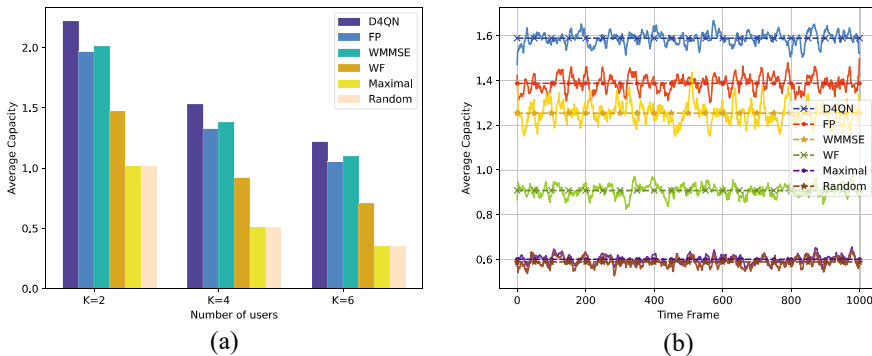 2.0
1.5
1.0
0.5
0.0
Average Capacity
D4QN
FP
WMMSE
WF
Maximal
Random
K=2
K=4
K=6
Number of users
(a)
1.6
1.4
1.2
1.0
0.8
0.6
Average Capacity
D4QN
FP
WMMSE
WF
Maximal
Random
0
200
400
600
800
1000
Time Frame
(b)